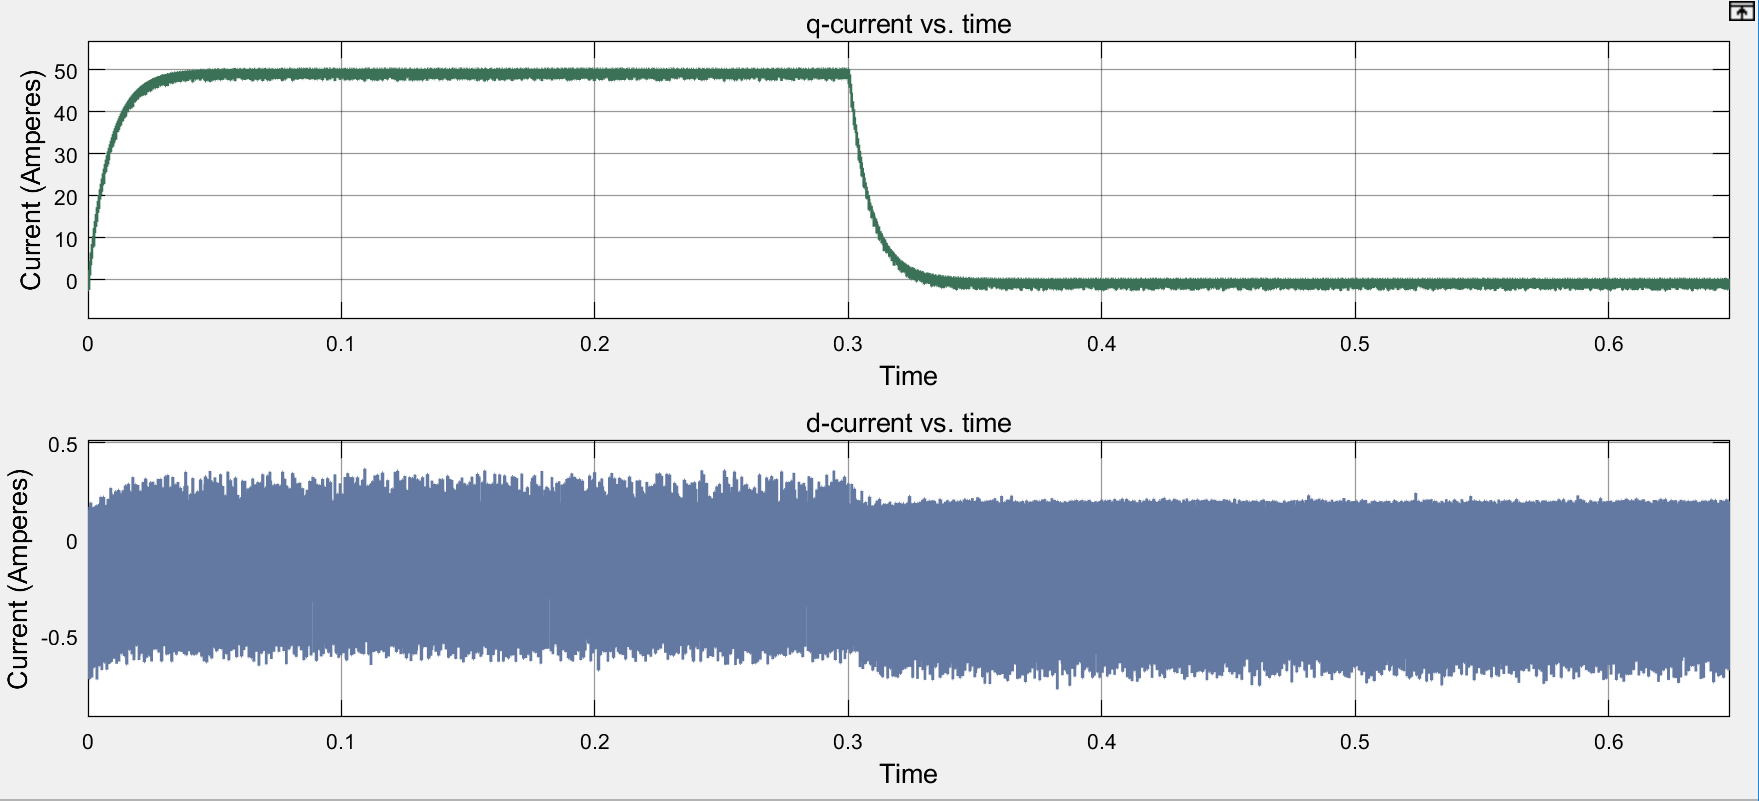 q-current vs. time
Current (Amperes)
50
40
30
20
10
0
0 0.1 0.2 0.3 0.4 0.5 0.6
Time
d-current vs. time
Current (Amperes)
0.5
0
-0.5
0 0.1 0.2 0.3 0.4 0.5 0.6
Time